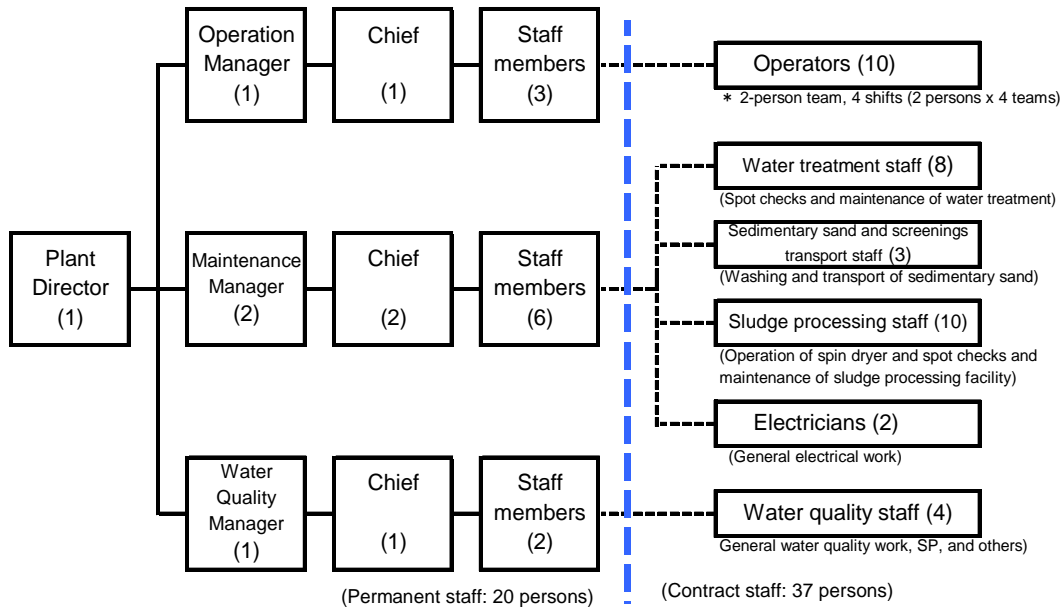 Operation
Manager
(1)
Chief
(1)
Staff
members
(3)
Operators (10)
* 2-person team, 4 shifts (2 persons x 4 teams)
Water treatment staff (8)
(Spot checks and maintenance of water treatment)
Sedimentary sand and screenings
transport staff (3)
(Washing and transport of sedimentary sand)
Plant
Director
(1)
Maintenance
Manager
(2)
Chief
(2)
Staff
members
(6)
Sludge processing staff (10)
(Operation of spin dryer and spot checks and
maintenance of sludge processing facility)
Electricians (2)
(General electrical work)
Water
Quality
Manager
(1)
Chief
(1)
Staff
members
(2)
Water quality staff (4)
General water quality work, SP, and others)
(Permanent staff: 20 persons)
(Contract staff: 37 persons)